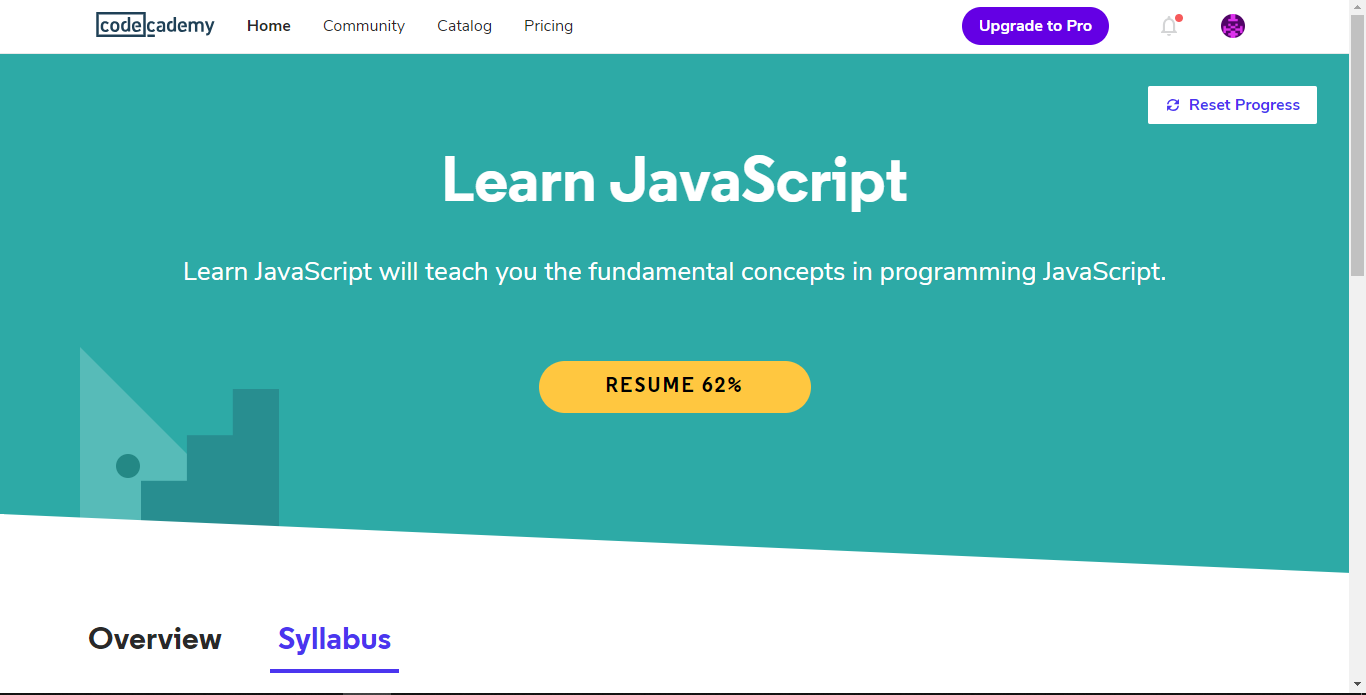 codecademy Home Community Catalog Pricing Upgrade to Pro
Reset Progress
Learn JavaScript
Learn JavaScript will teach you the fundamental concepts in programming JavaScript.
RESUME 62%
Overview Syllabus